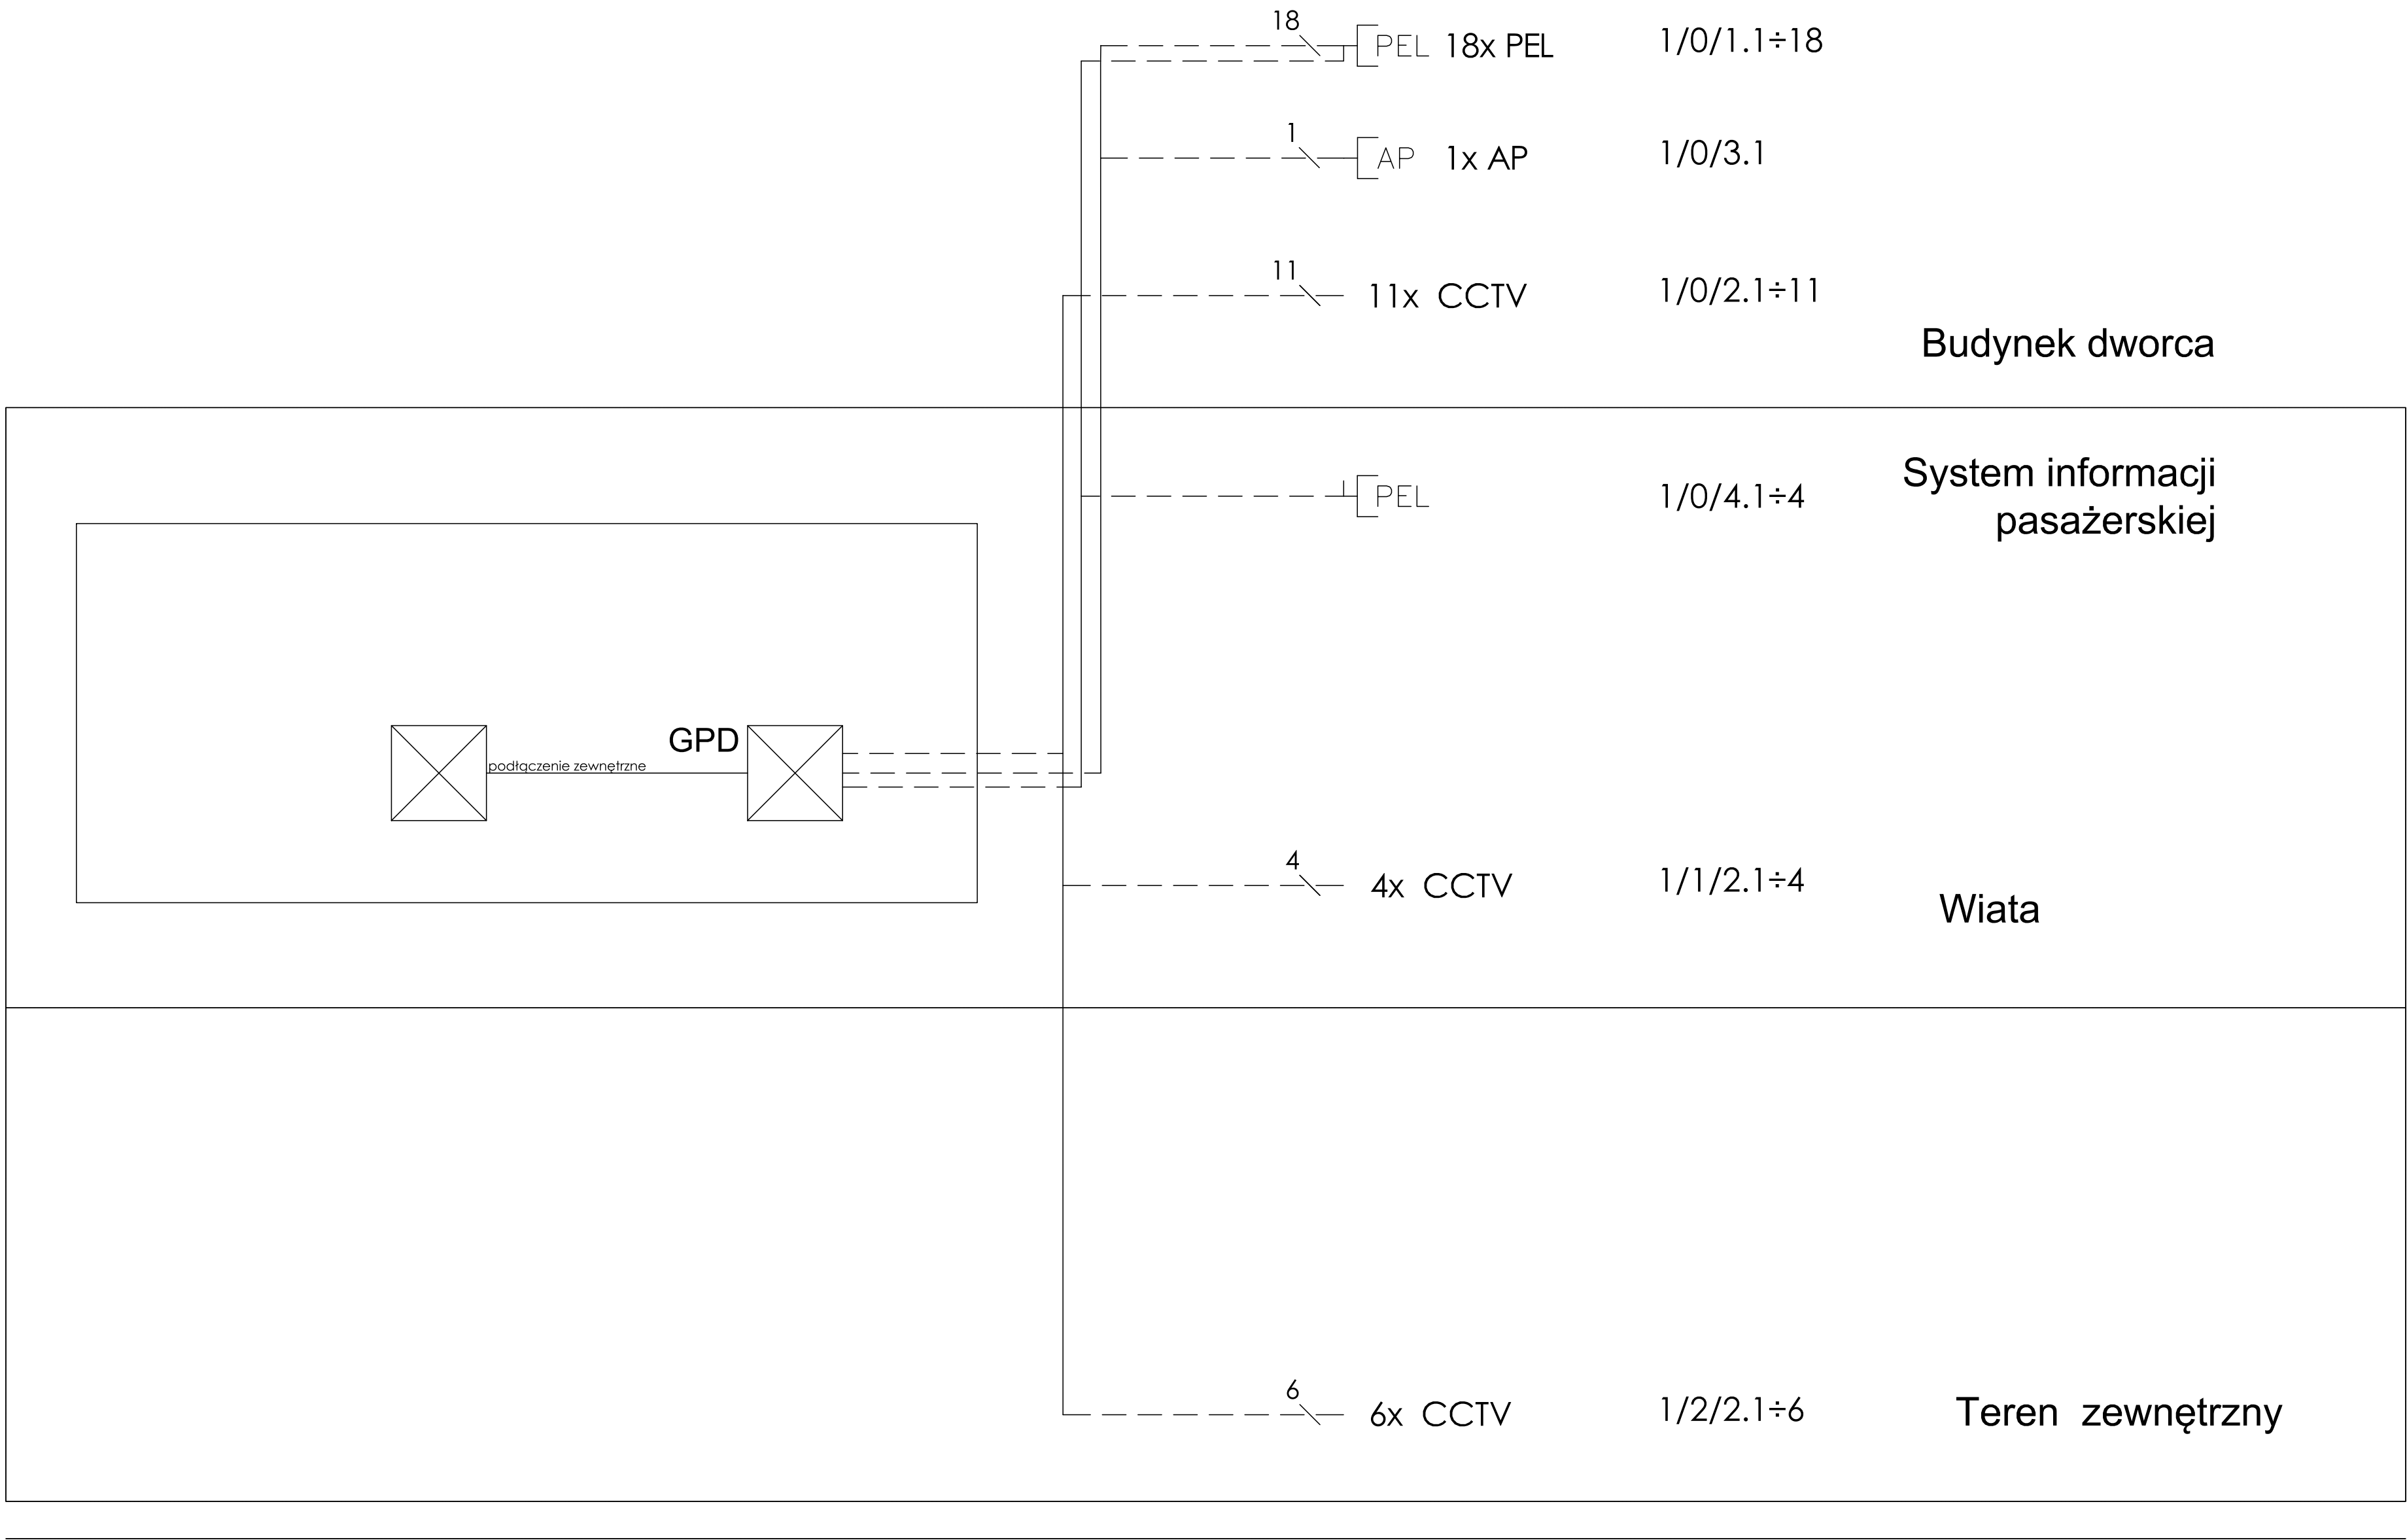 18
PEL 18x PEL 1/0/1.1÷18
1
AP 1x AP 1/0/3.1
11
11x CCTV 1/0/2.1÷11
Budynek dworca
System informacji
pasażerskiej
PEL 1/0/4.1÷4
GPD
podłączenie zewnętrzne
4
4x CCTV 1/1/2.1÷4
Wiata
6
6x CCTV 1/2/2.1÷6
Teren zewnętrzny